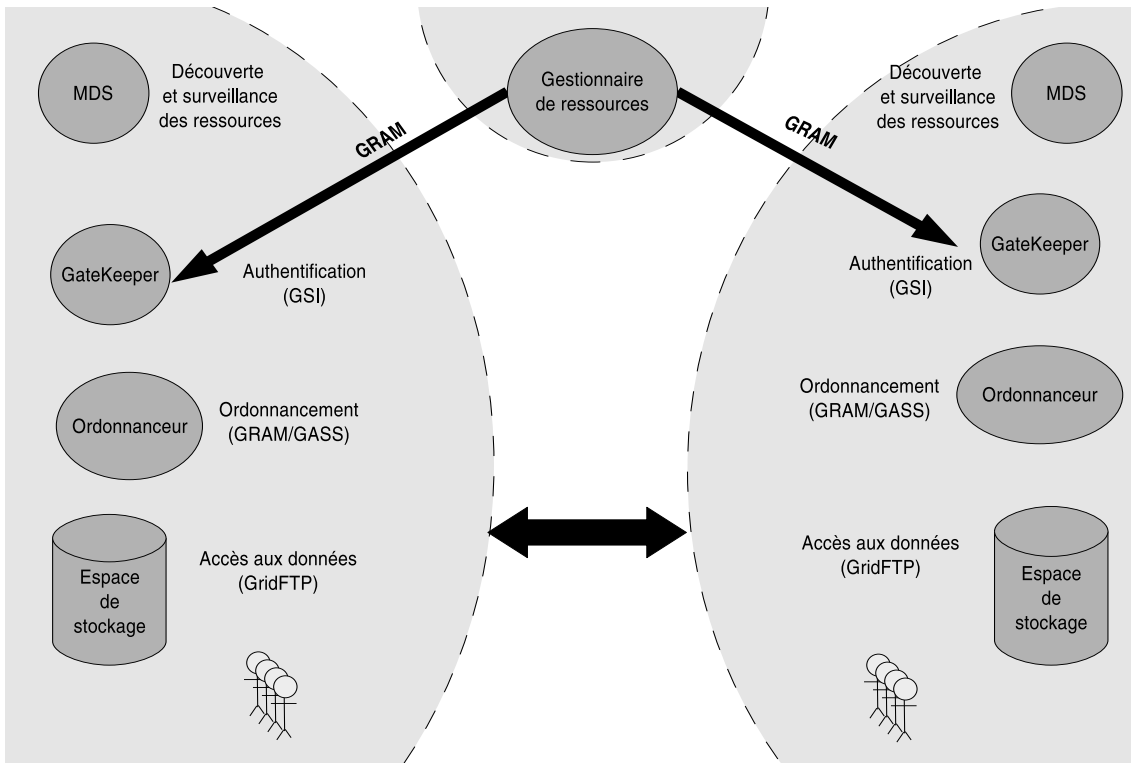 MDS
Découverte
et surveillance
des ressources
Gestionnaire
de ressources
Découverte
et surveillance
des ressources
MDS
GRAM
GRAM
GateKeeper
Authentification
(GSI)
Authentification
(GSI)
GateKeeper
Ordonnanceur
Ordonnancement
(GRAM/GASS)
Ordonnancement
(GRAM/GASS)
Ordonnanceur
Espace
de
stockage
Accès aux données
(GridFTP)
Accès aux données
(GridFTP)
Espace
de
stockage